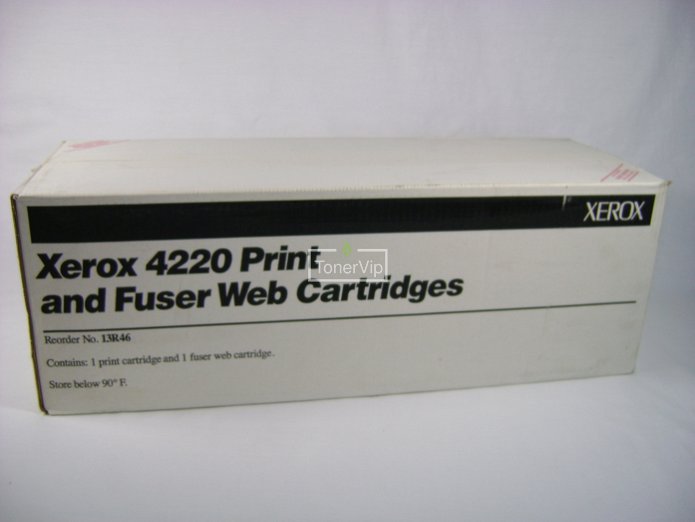 XEROX
Xerox 4220 Print
TonerVip
and Fuser Web Cartridges
Reorder No. 13R46
Contains: 1 print cartridge and 1 fuser web cartridge.
Store below 90° F.